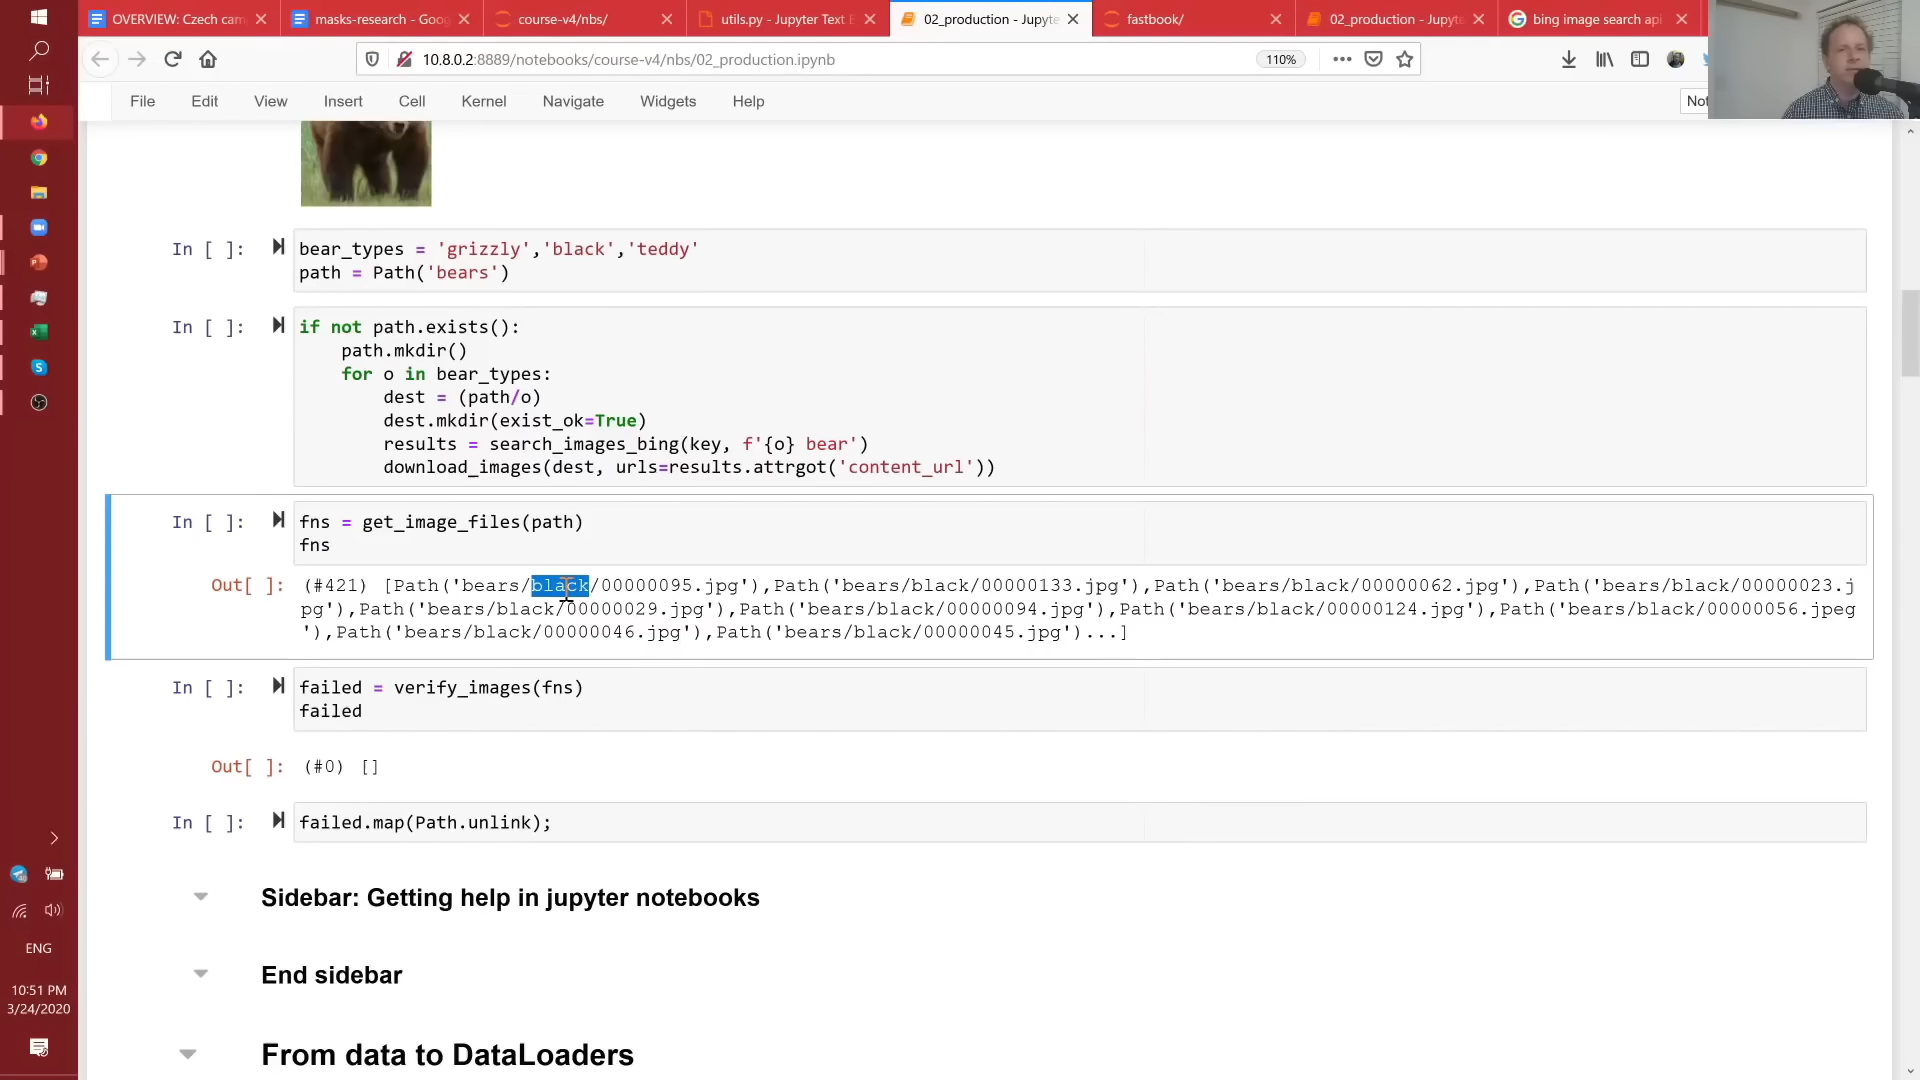 OVERVIEW: Czech cam
masks-research - Goog
course-v4/nbs/
utils.py - Jupyter Text E
02_production - Jupyte
fastbook/
02_production - Jupyte
bing image search api
10.8.0.2:8889/notebooks/course-v4/nbs/02_production.ipynb
110%
File Edit View Insert Cell Kernel Navigate Widgets Help
Not
In [ ]: bear_types = 'grizzly','black','teddy'
path = Path('bears')
In [ ]: if not path.exists():
path.mkdir()
for o in bear_types:
dest = (path/o)
dest.mkdir(exist_ok=True)
results = search_images_bing(key, f'{o} bear')
download_images(dest, urls=results.attrgot('content_url'))
In [ ]: fns = get_image_files(path)
fns
Out[ ]: (#421) [Path('bears/black/00000095.jpg'),Path('bears/black/00000133.jpg'),Path('bears/black/00000062.jpg'),Path('bears/black/00000023.j
pg'),Path('bears/black/00000029.jpg'),Path('bears/black/00000094.jpg'),Path('bears/black/00000124.jpg'),Path('bears/black/00000056.jpeg
'),Path('bears/black/00000046.jpg'),Path('bears/black/00000045.jpg')...]
In [ ]: failed = verify_images(fns)
failed
Out[ ]: (#0) []
In [ ]: failed.map(Path.unlink);
Sidebar: Getting help in jupyter notebooks
End sidebar
From data to DataLoaders
ENG
10:51 PM
3/24/2020